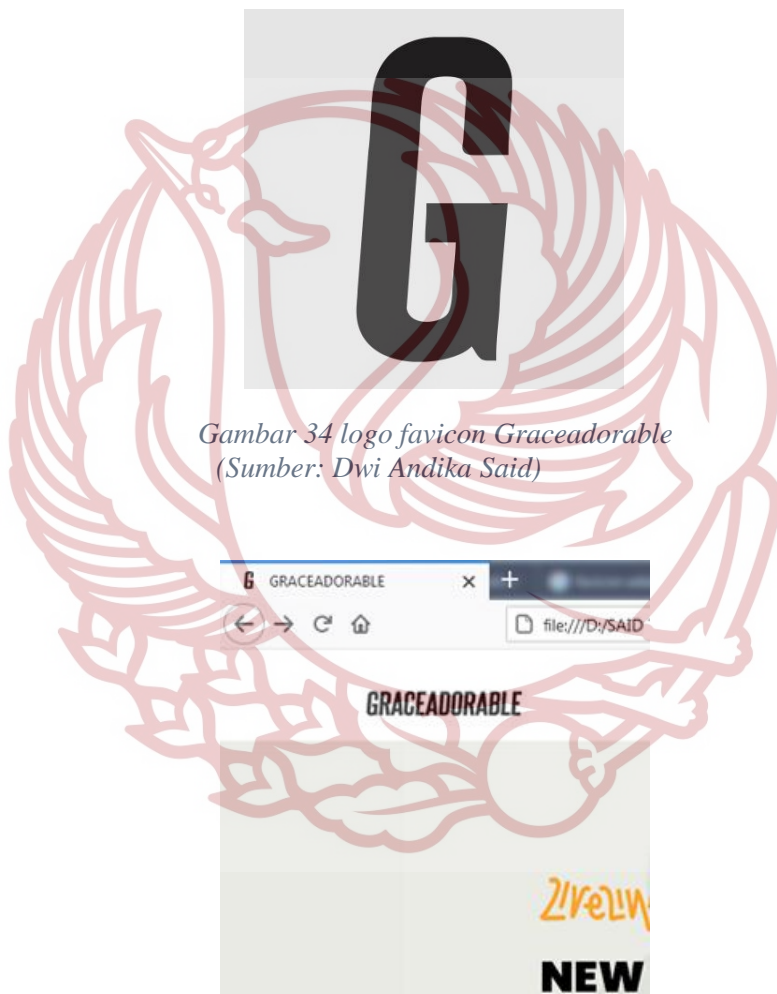 G
Gambar 34 logo favicon Graceadorable
(Sumber: Dwi Andika Said)
G GRACEADORABLE × +
file:///D:/SAID
GRACEADORABLE
NEW